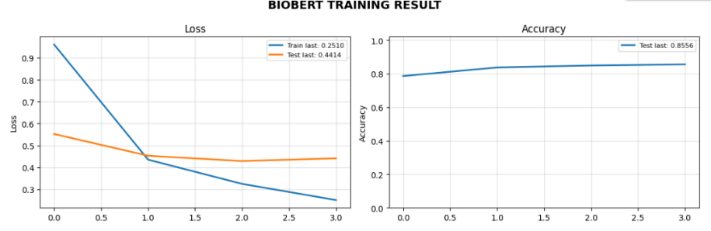 BIOBERT TRAINING RESULT
Loss
Train last: 0.2510
Test last: 0.4414
Loss
0.9
0.8
0.7
0.6
0.5
0.4
0.3
0.0 0.5 1.0 1.5 2.0 2.5 3.0
Accuracy
Test last: 0.8556
Accuracy
1.0
0.8
0.6
0.4
0.2
0.0
0.0 0.5 1.0 1.5 2.0 2.5 3.0